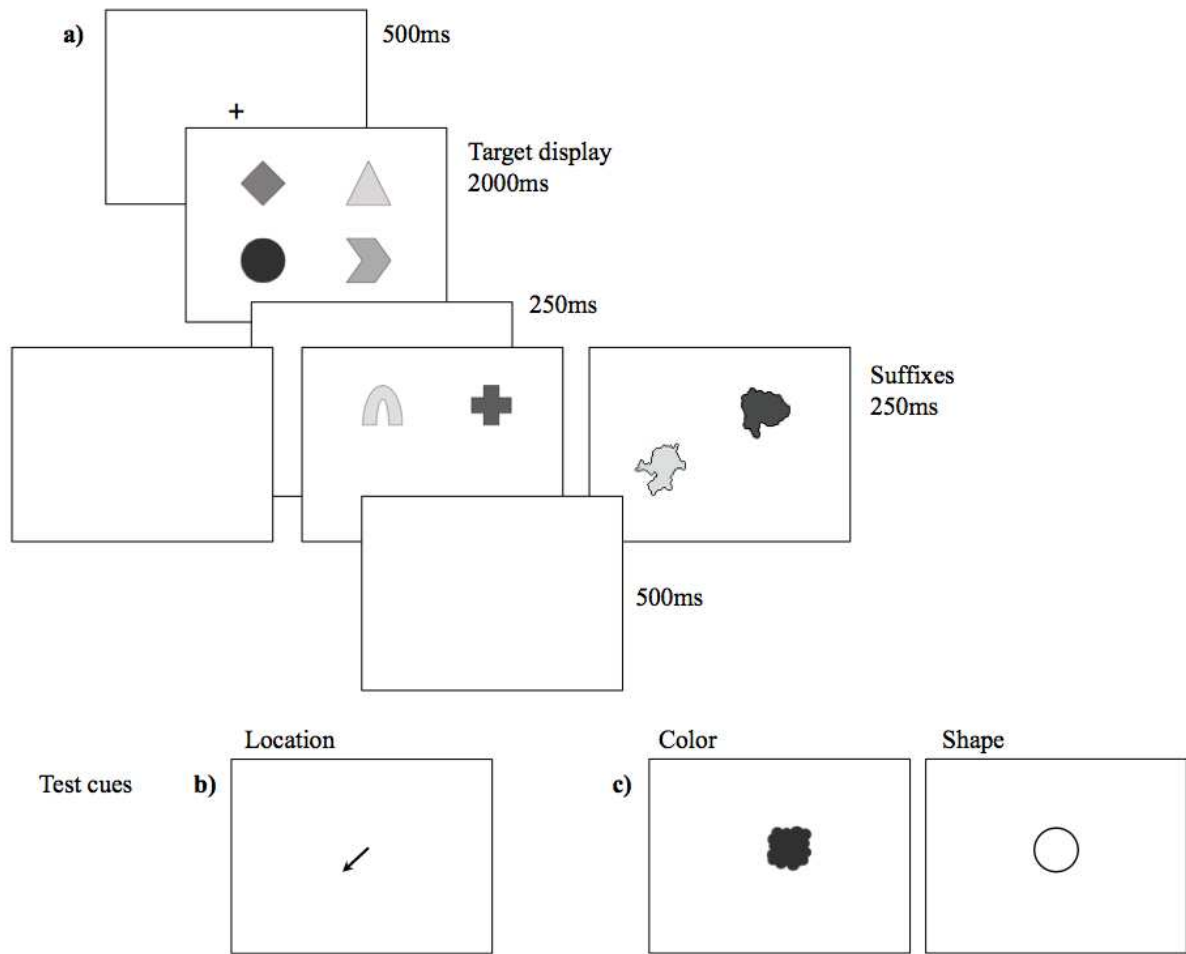 a)
500ms
Target display
2000ms
250ms
Suffixes
250ms
500ms
Location
Color
Shape
Test cues
b)
c)